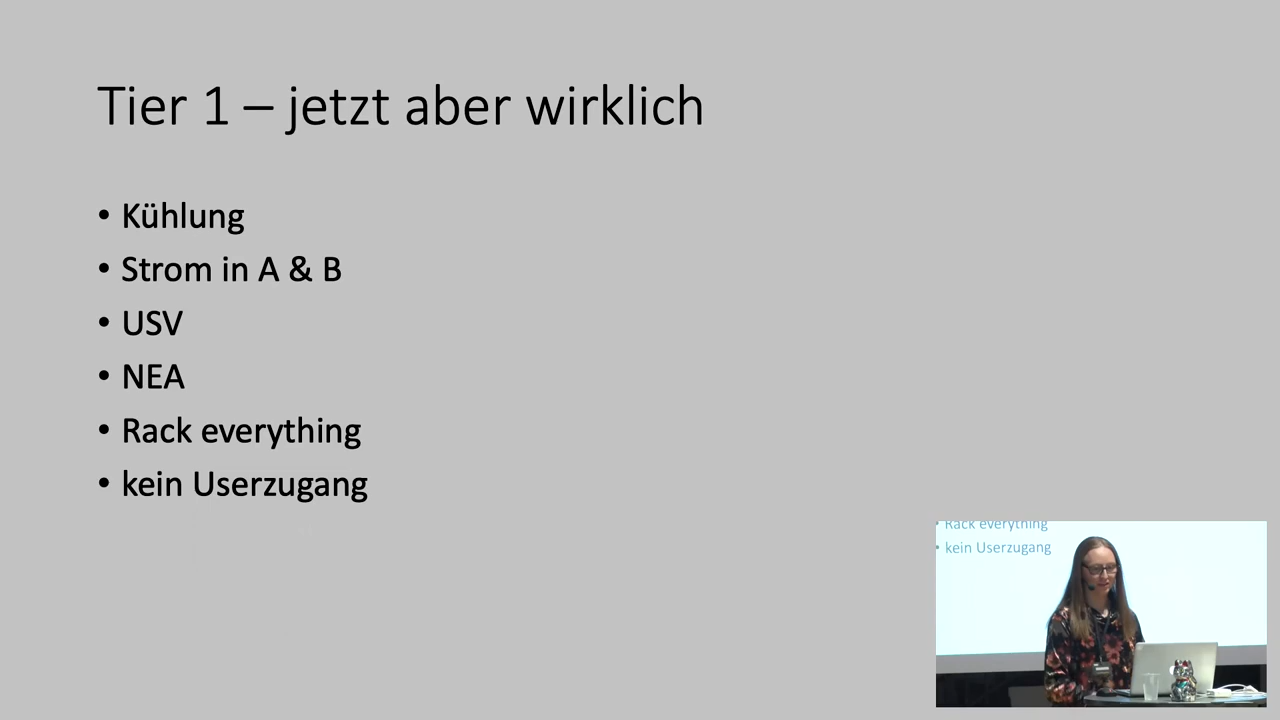 Tier 1 – jetzt aber wirklich
• Kühlung
• Strom in A & B
• USV
• NEA
• Rack everything
• kein Userzugang
• Rack everything
• kein Userzugang